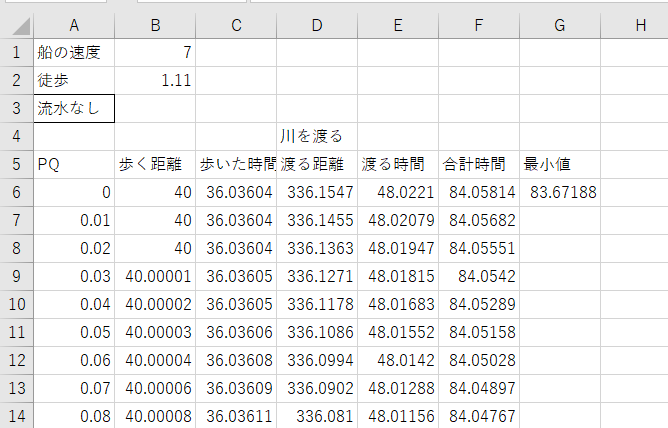 A B C D E F G H
1 船の速度 7
2 徒歩 1.11
3 流水なし
4 川を渡る
5 PQ 歩く距離 歩いた時間 渡る距離 渡る時間 合計時間 最小値
6 0 40 36.03604 336.1547 48.0221 84.05814 83.67188
7 0.01 40 36.03604 336.1455 48.02079 84.05682
8 0.02 40 36.03604 336.1363 48.01947 84.05551
9 0.03 40.00001 36.03605 336.1271 48.01815 84.0542
10 0.04 40.00002 36.03605 336.1178 48.01683 84.05289
11 0.05 40.00003 36.03606 336.1086 48.01552 84.05158
12 0.06 40.00004 36.03608 336.0994 48.0142 84.05028
13 0.07 40.00006 36.03609 336.0902 48.01288 84.04897
14 0.08 40.00008 36.03611 336.081 48.01156 84.04767